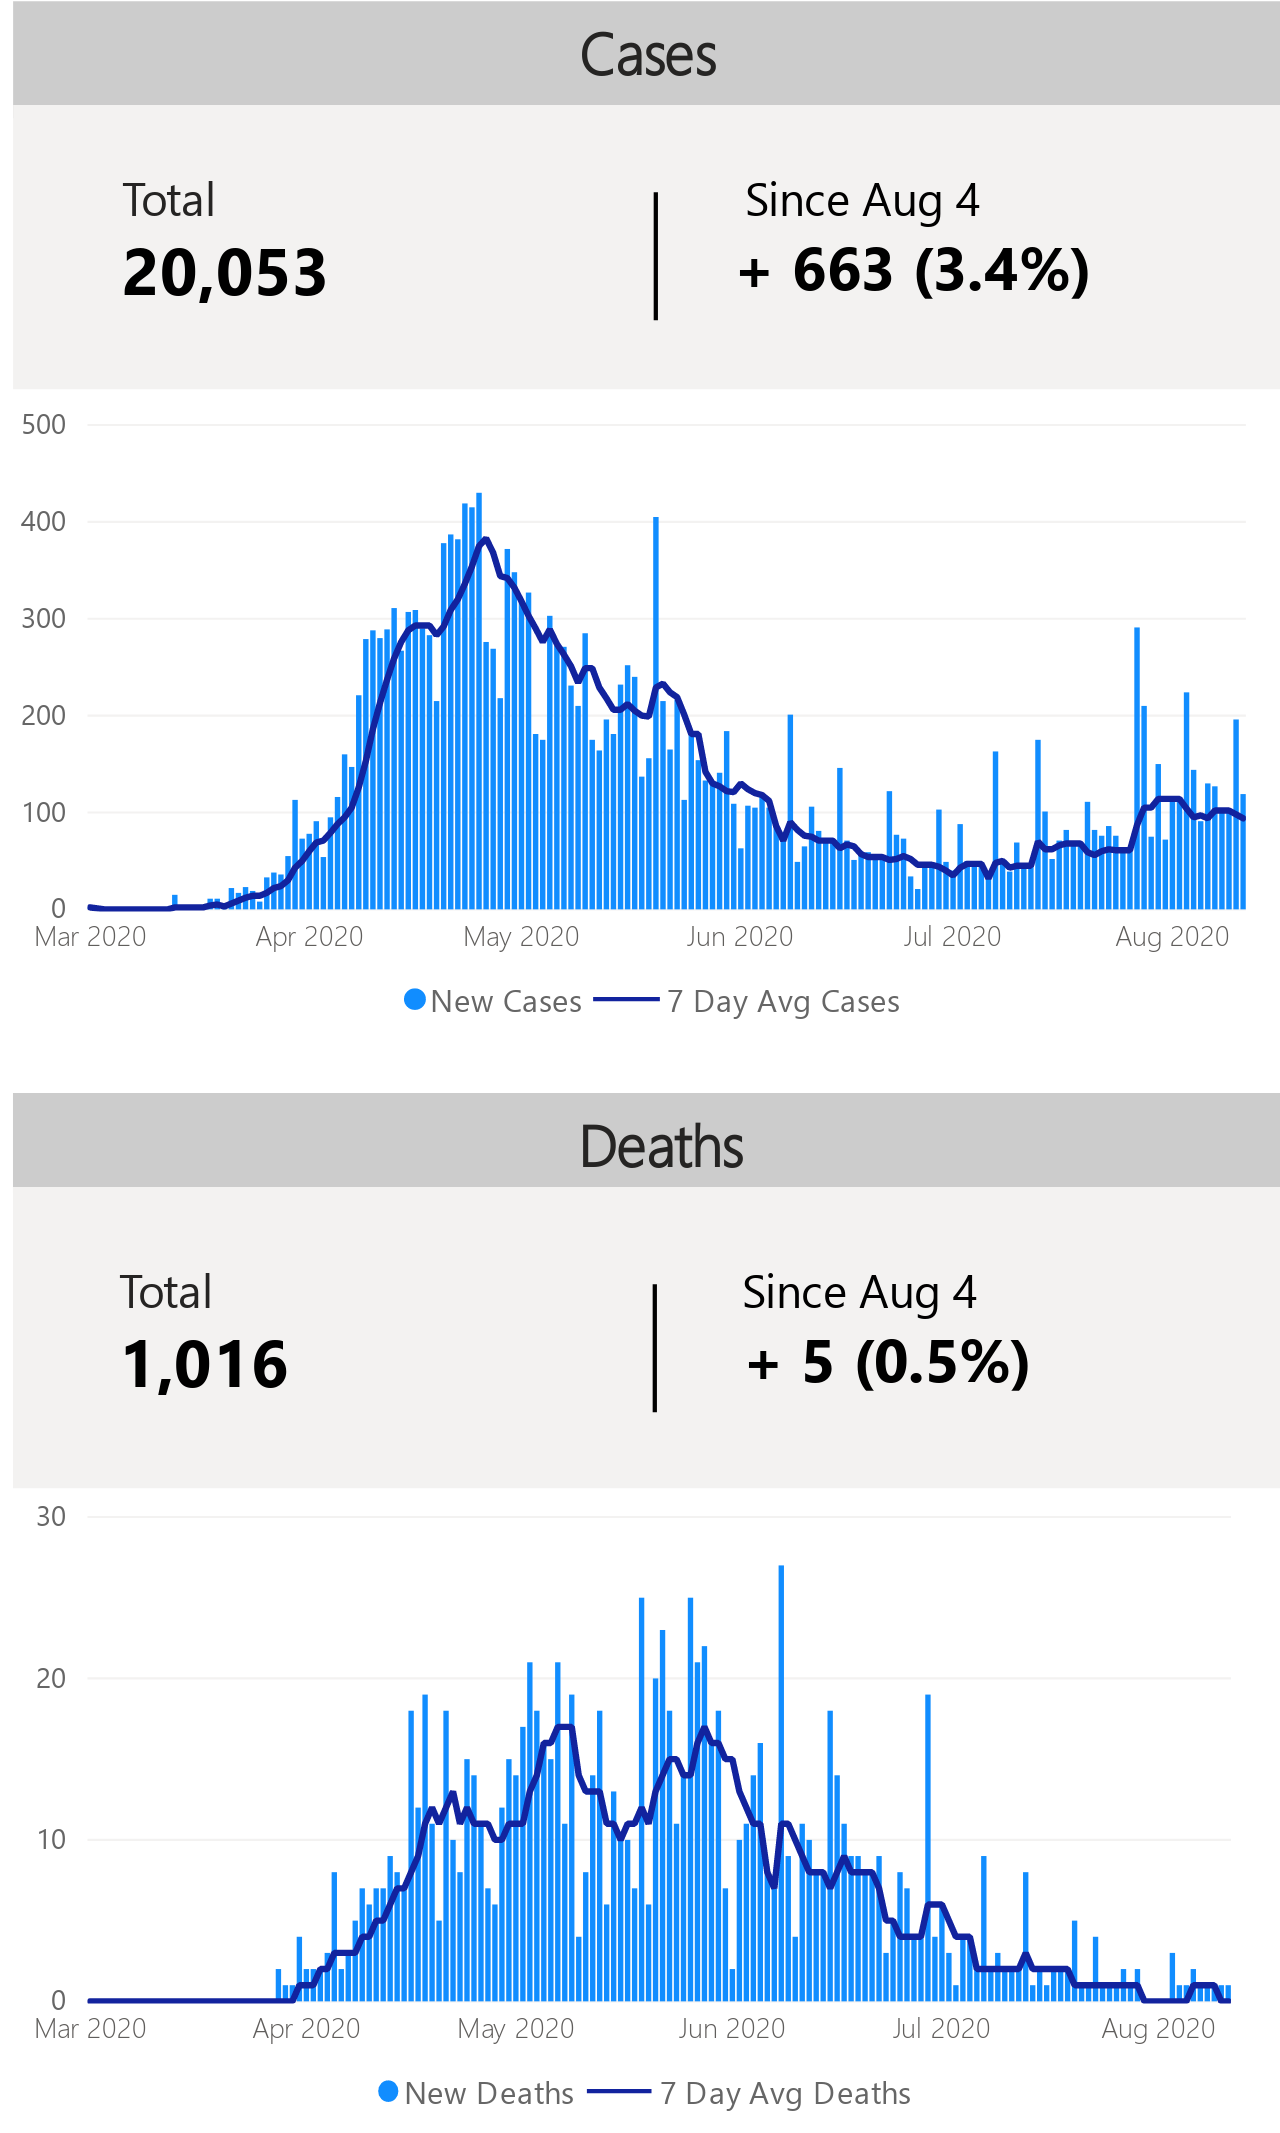 Cases
Total
Since Aug 4
20,053
+ 663 (3.4%)
500
400
300
200
100
0
Mar 2020 Apr 2020 May 2020 Jun 2020 Jul 2020 Aug 2020
New Cases 7 Day Avg Cases
Deaths
Total
Since Aug 4
1,016
+ 5 (0.5%)
30
20
10
0
Mar 2020 Apr 2020 May 2020 Jun 2020 Jul 2020 Aug 2020
New Deaths 7 Day Avg Deaths